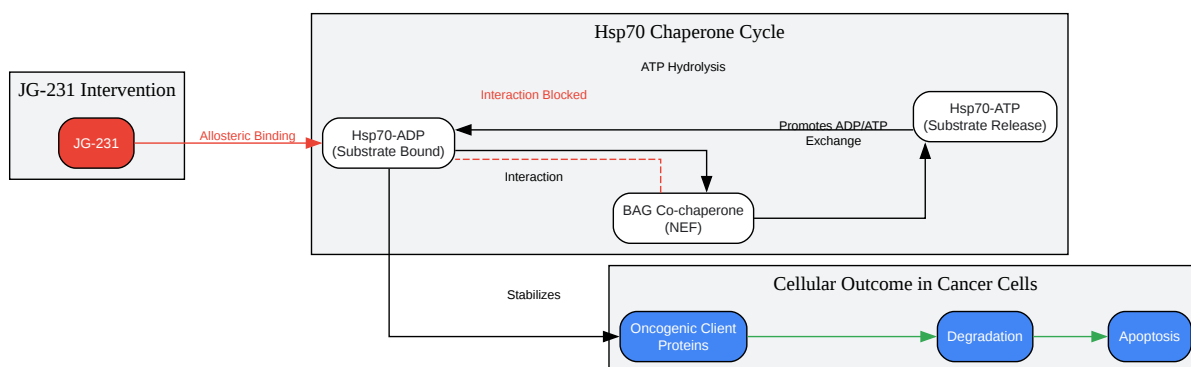 Hsp70 Chaperone Cycle
ATP Hydrolysis
JG-231 Intervention
Interaction Blocked
Hsp70-ATP
(Substrate Release)
JG-231
Allosteric Binding
Hsp70-ADP
(Substrate Bound)
Promotes ADP/ATP
Exchange
Interaction
BAG Co-chaperone
(NEF)
Cellular Outcome in Cancer Cells
Stabilizes
Oncogenic Client
Proteins
Degradation
Apoptosis